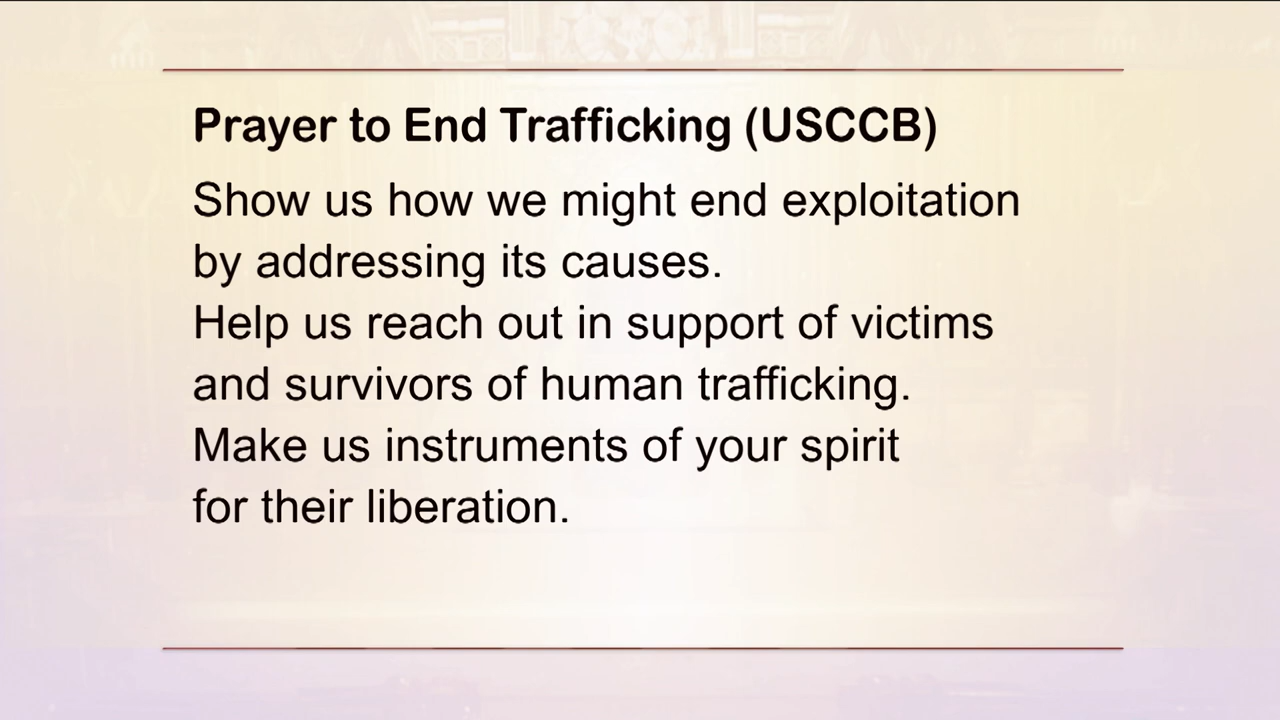 Prayer to End Trafficking (USCCB)
Show us how we might end exploitation
by addressing its causes.
Help us reach out in support of victims
and survivors of human trafficking.
Make us instruments of your spirit
for their liberation.